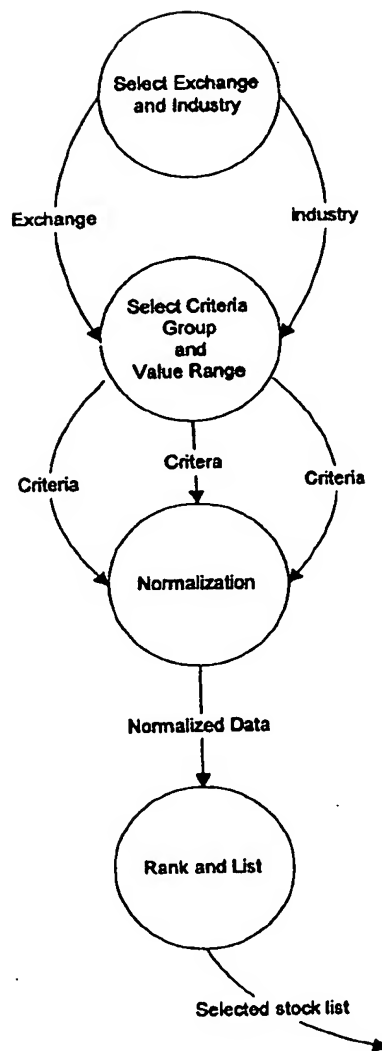 Select Exchange
and Industry
Exchange
Industry
Select Criteria
Group
and
Value Range
Criteria
Critera
Criteria
Normalization
Normalized Data
Rank and List
Selected stock list